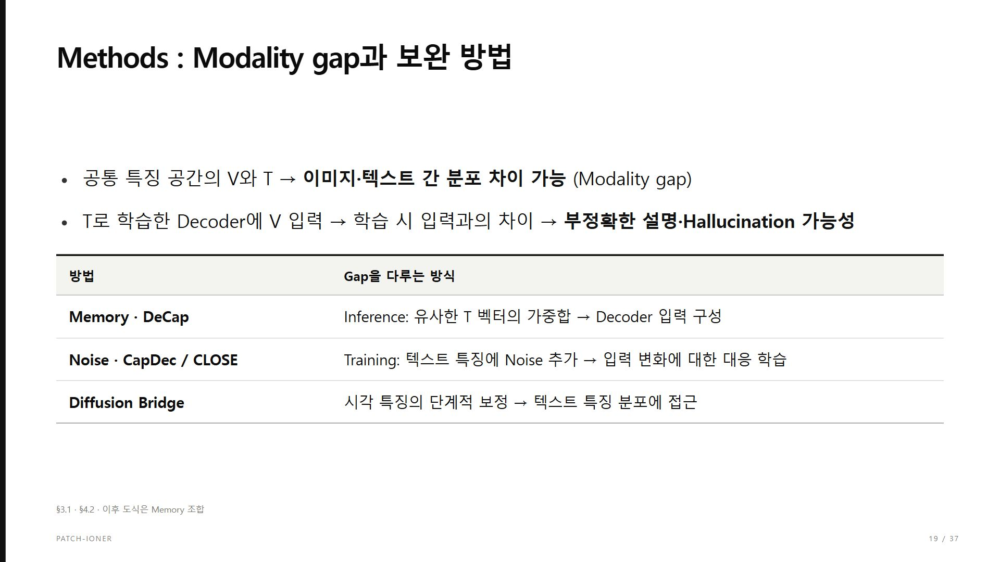 Methods : Modality gap과 보완 방법
• 공통 특징 공간의 V와 T → 이미지·텍스트 간 분포 차이 가능 (Modality gap)
• T로 학습한 Decoder에 V 입력 → 학습 시 입력과의 차이 → 부정확한 설명·Hallucination 가능성
방법 Gap을 다루는 방식
Memory · DeCap Inference: 유사한 T 벡터의 가중합 → Decoder 입력 구성
Noise · CapDec / CLOSE Training: 텍스트 특징에 Noise 추가 → 입력 변화에 대한 대응 학습
Diffusion Bridge 시각 특징의 단계적 보정 → 텍스트 특징 분포에 접근
§3.1 · §4.2 · 이후 도식은 Memory 조합
PATCH-IONER 19 / 37